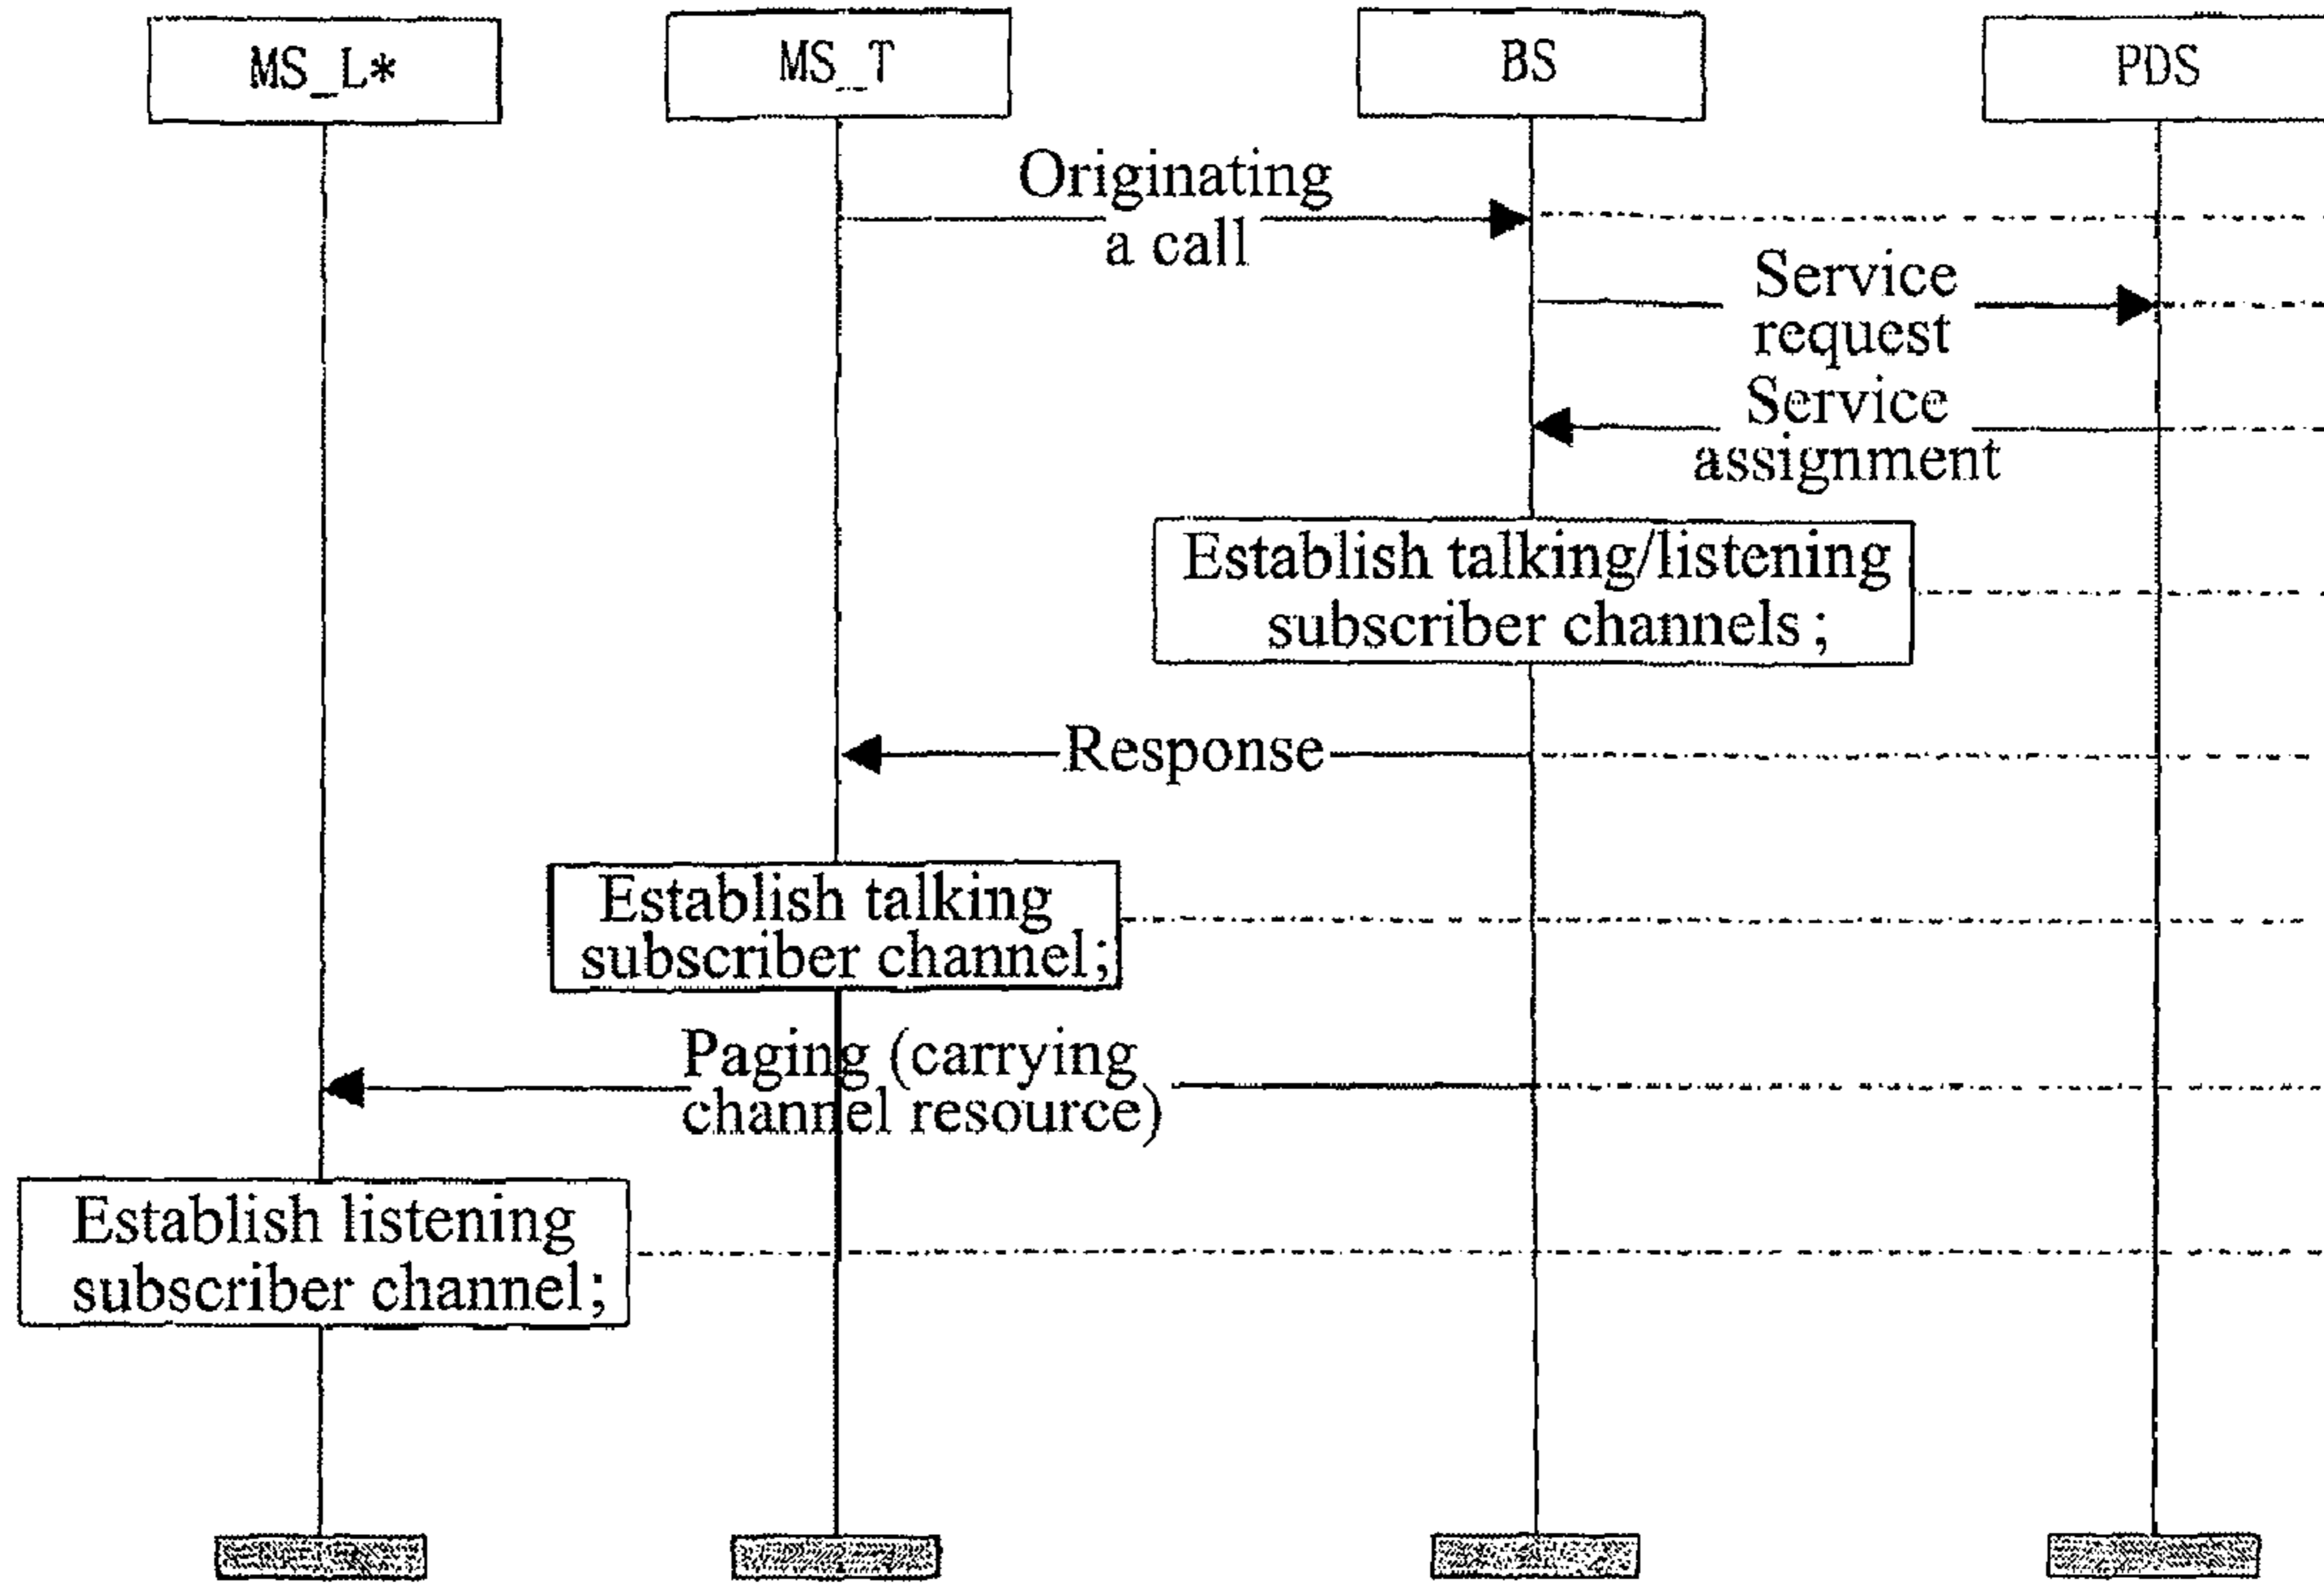 MS_L*
MS_T
BS
PDS
Originating
a call
Service
request
Service
assignment
Establish talking/listening
subscriber channels;
Response
Establish talking
subscriber channel;
Paging (carrying
channel resource)
Establish listening
subscriber channel;